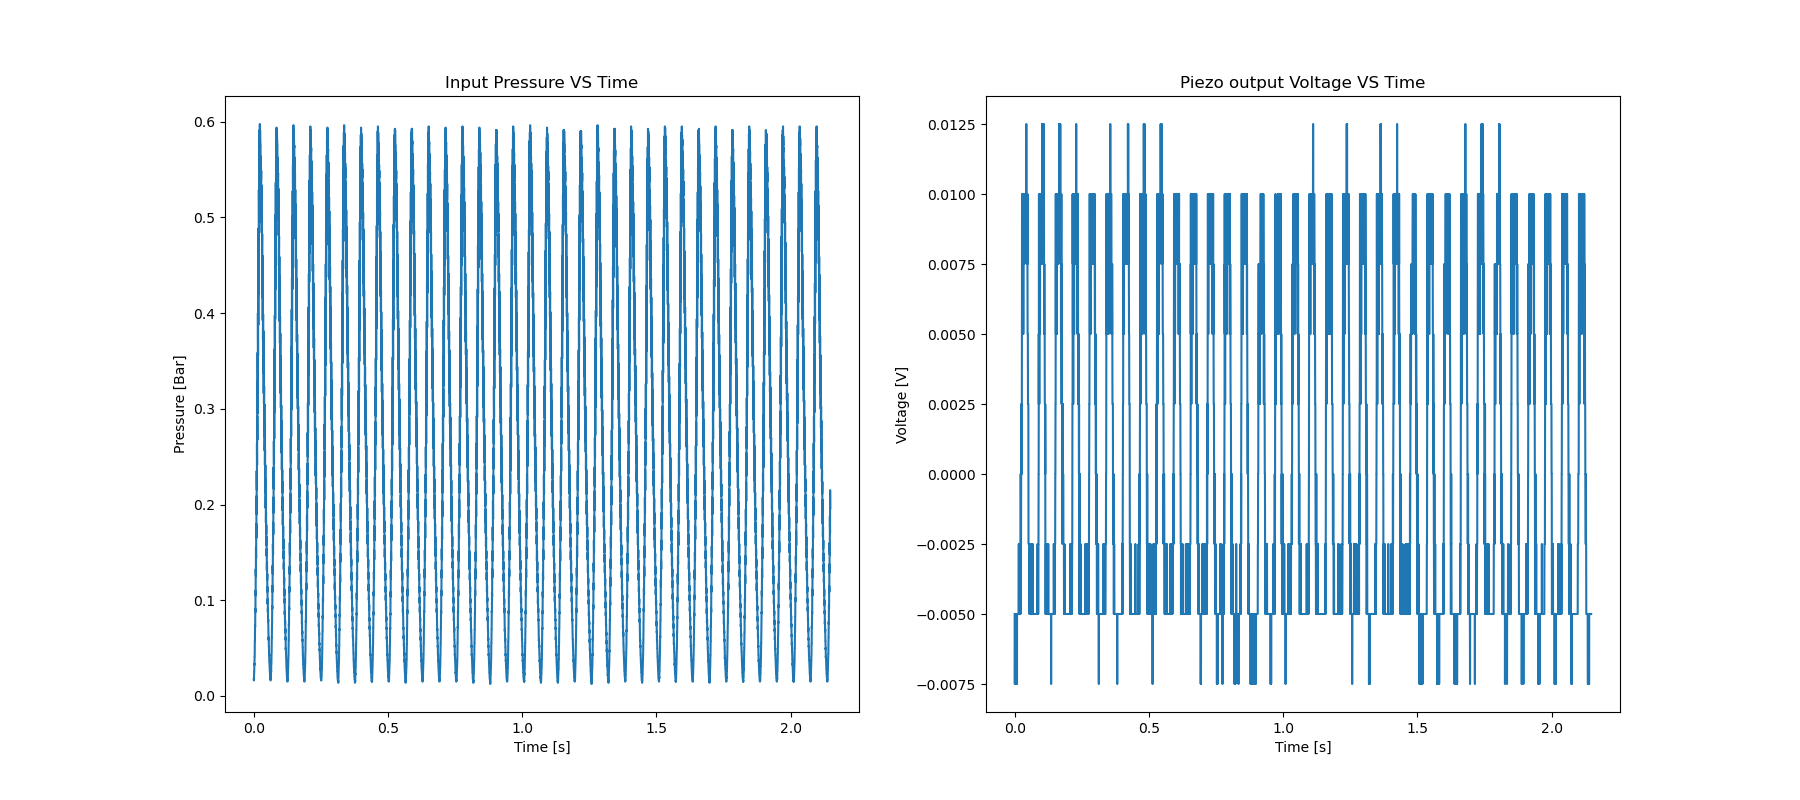 Input Pressure VS Time
Pressure [Bar]
0.6
0.5
0.4
0.3
0.2
0.1
0.0
0.0 0.5 1.0 1.5 2.0
Time [s]
Piezo output Voltage VS Time
Voltage [V]
0.0125
0.0100
0.0075
0.0050
0.0025
0.0000
−0.0025
−0.0050
−0.0075
0.0 0.5 1.0 1.5 2.0
Time [s]